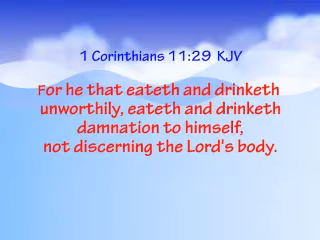 1 Corinthians 11:29 KJV
For he that eateth and drinketh
unworthily, eateth and drinketh
damnation to himself,
not discerning the Lord's body.